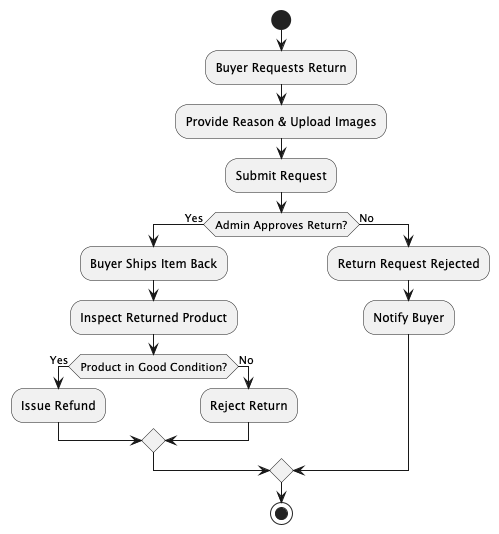 Buyer Requests Return
Provide Reason & Upload Images
Submit Request
Yes
Admin Approves Return?
No
Buyer Ships Item Back
Return Request Rejected
Inspect Returned Product
Notify Buyer
Yes
Product in Good Condition?
No
Issue Refund
Reject Return